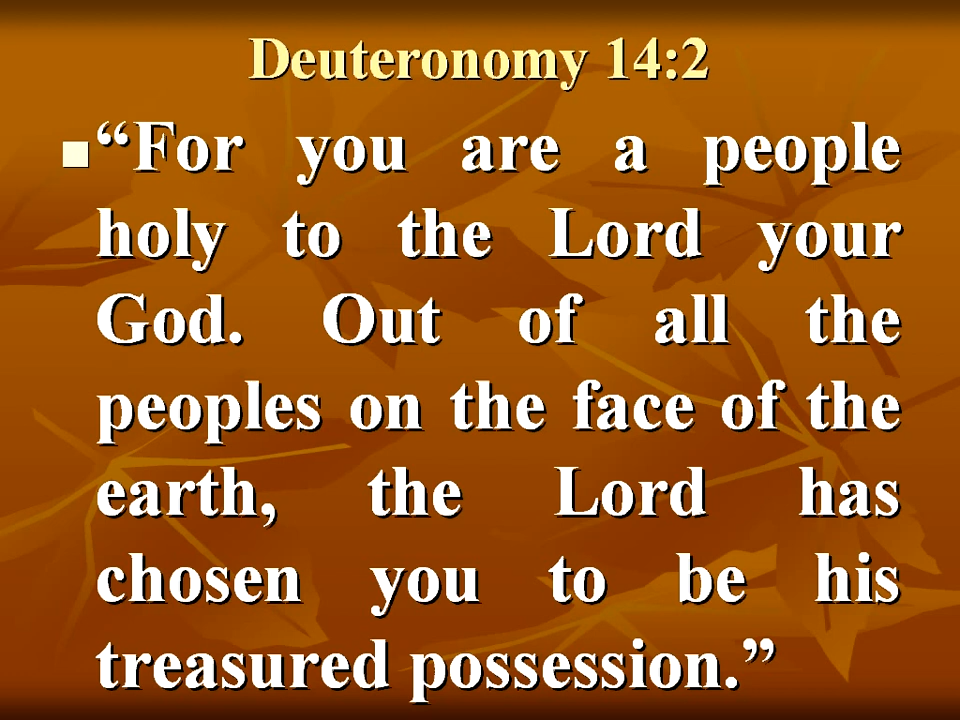 Deuteronomy 14:2
“For you are a people
holy to the Lord your
God. Out of all the
peoples on the face of the
earth, the Lord has
chosen you to be his
treasured possession.”